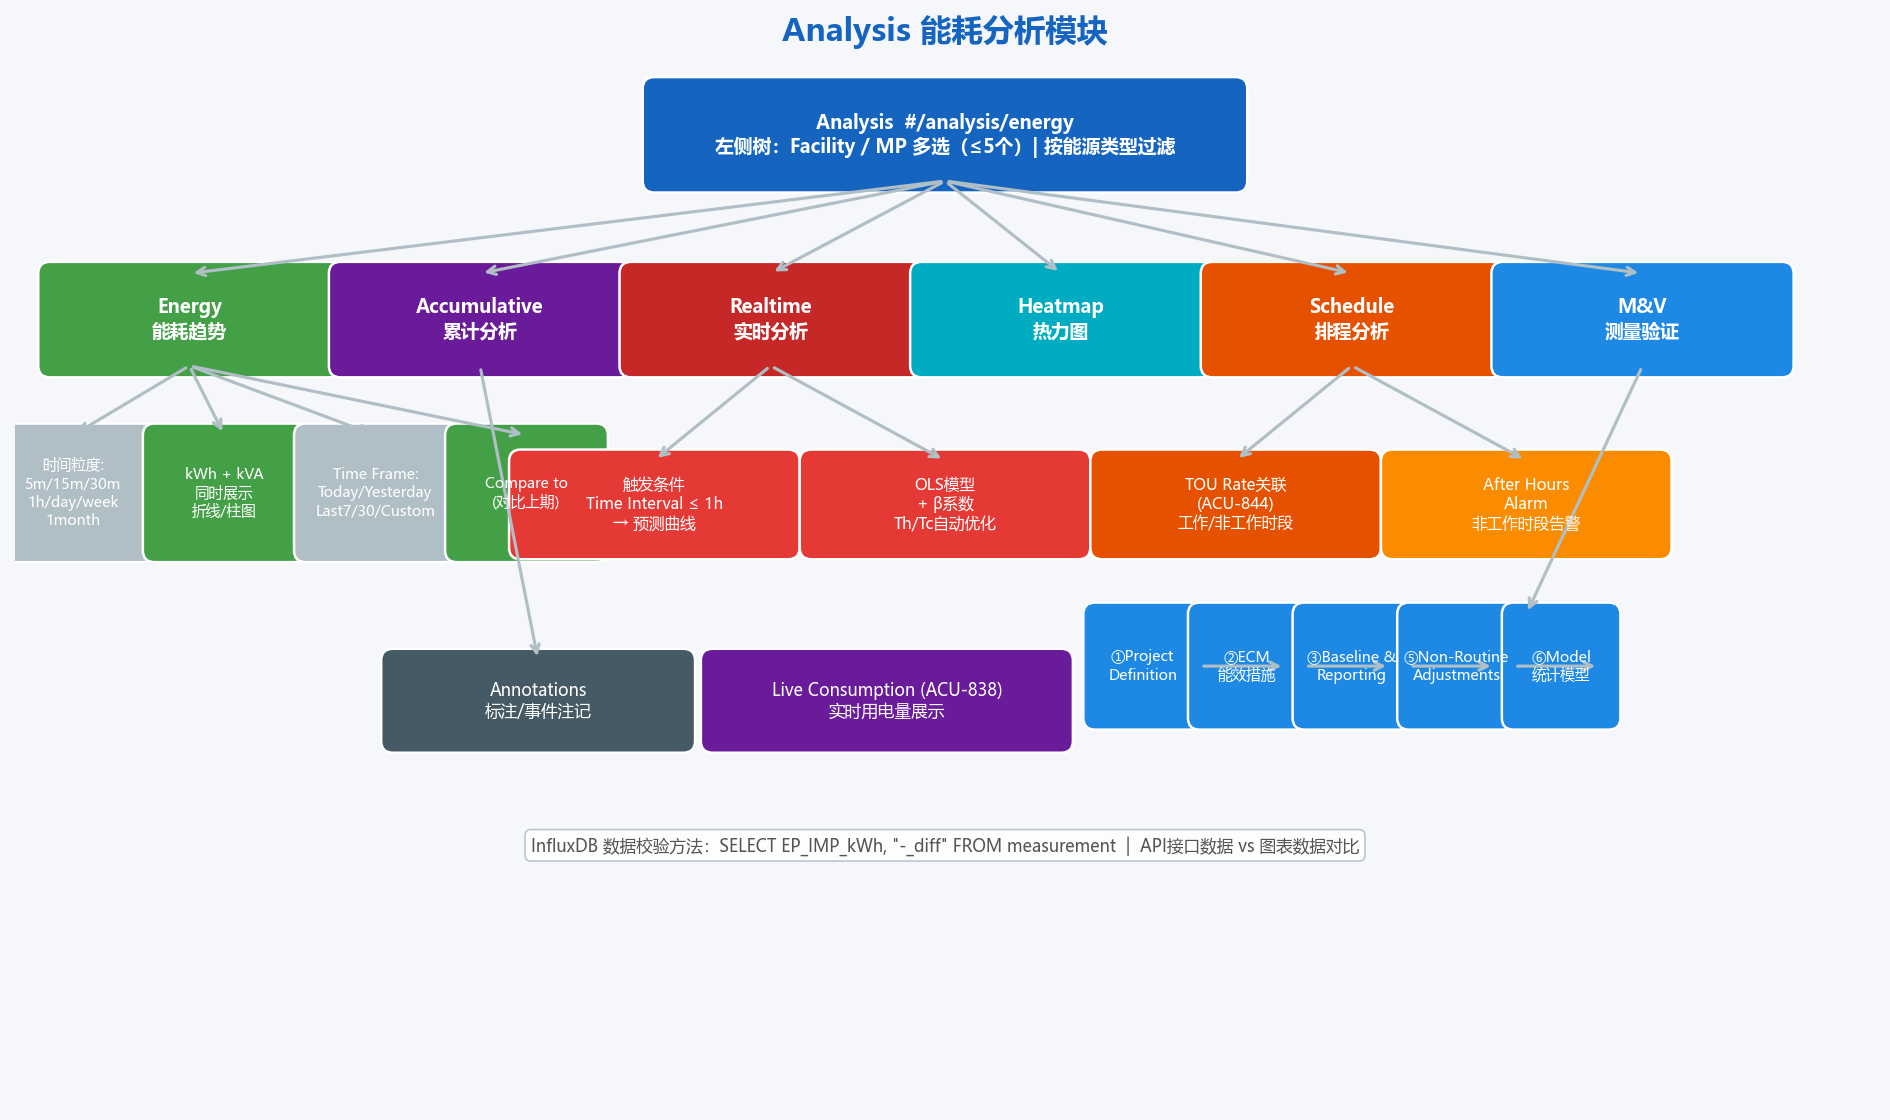 Analysis 能耗分析模块
Analysis  #/analysis/energy
左侧树：Facility / MP 多选（≤5个）| 按能源类型过滤
Energy
能耗趋势
Accumulative
累计分析
Realtime
实时分析
Heatmap
热力图
Schedule
排程分析
M&V
测量验证
时间粒度:
5m/15m/30m
1h/day/week
1month
kWh + kVA
同时展示
折线/柱图
Time Frame:
Today/Yesterday
Last7/30/Custom
Compare to
(对比上期)
触发条件
Time Interval ≤ 1h
→ 预测曲线
OLS模型
+ β系数
Th/Tc自动优化
TOU Rate关联
(ACU-844)
工作/非工作时段
After Hours
Alarm
非工作时段告警
Annotations
标注/事件注记
Live Consumption (ACU-838)
实时用电量展示
①Project
Definition
②ECM
能效措施
③Baseline &
Reporting
⑤Non-Routine
Adjustments
⑥Model
统计模型
InfluxDB 数据校验方法：SELECT EP_IMP_kWh, "-_diff" FROM measurement  |  API接口数据 vs 图表数据对比